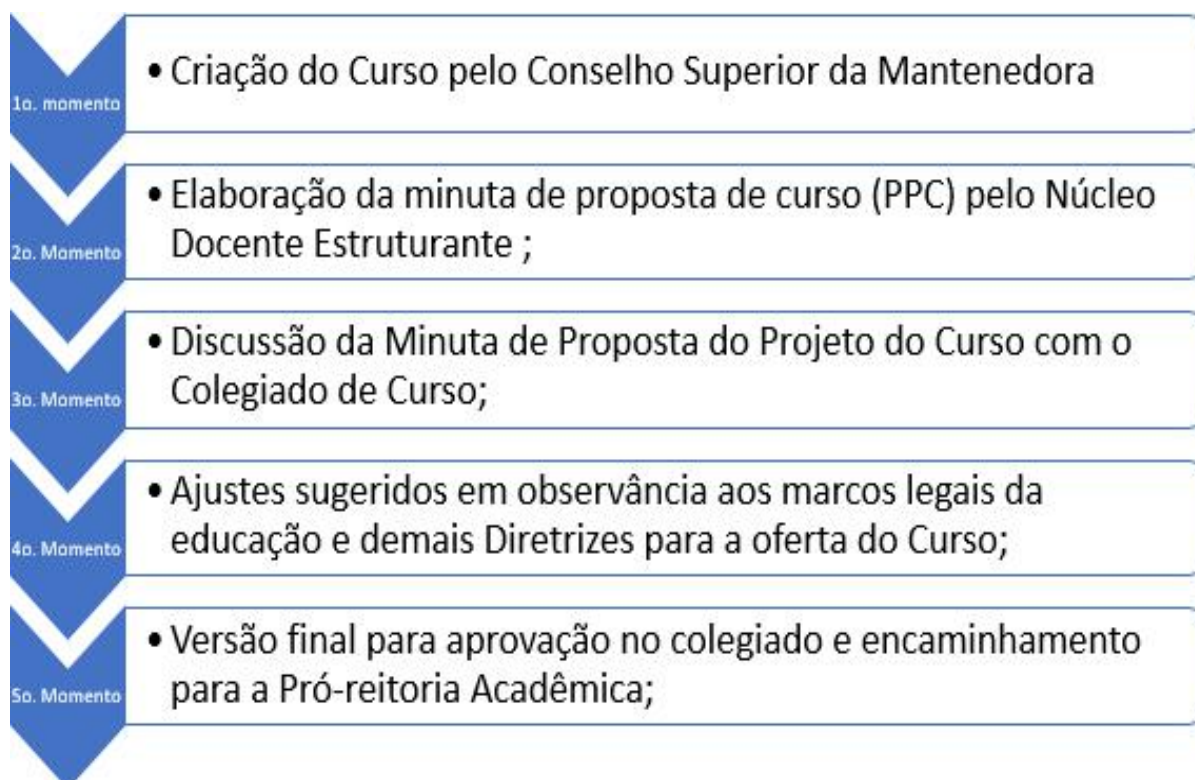 1o. momento
• Criação do Curso pelo Conselho Superior da Mantenedora
2o. Momento
• Elaboração da minuta de proposta de curso (PPC) pelo Núcleo
Docente Estruturante ;
3o. Momento
• Discussão da Minuta de Proposta do Projeto do Curso com o
Colegiado de Curso;
4o. Momento
• Ajustes sugeridos em observância aos marcos legais da
educação e demais Diretrizes para a oferta do Curso;
5o. Momento
• Versão final para aprovação no colegiado e encaminhamento
para a Pró-reitoria Acadêmica;